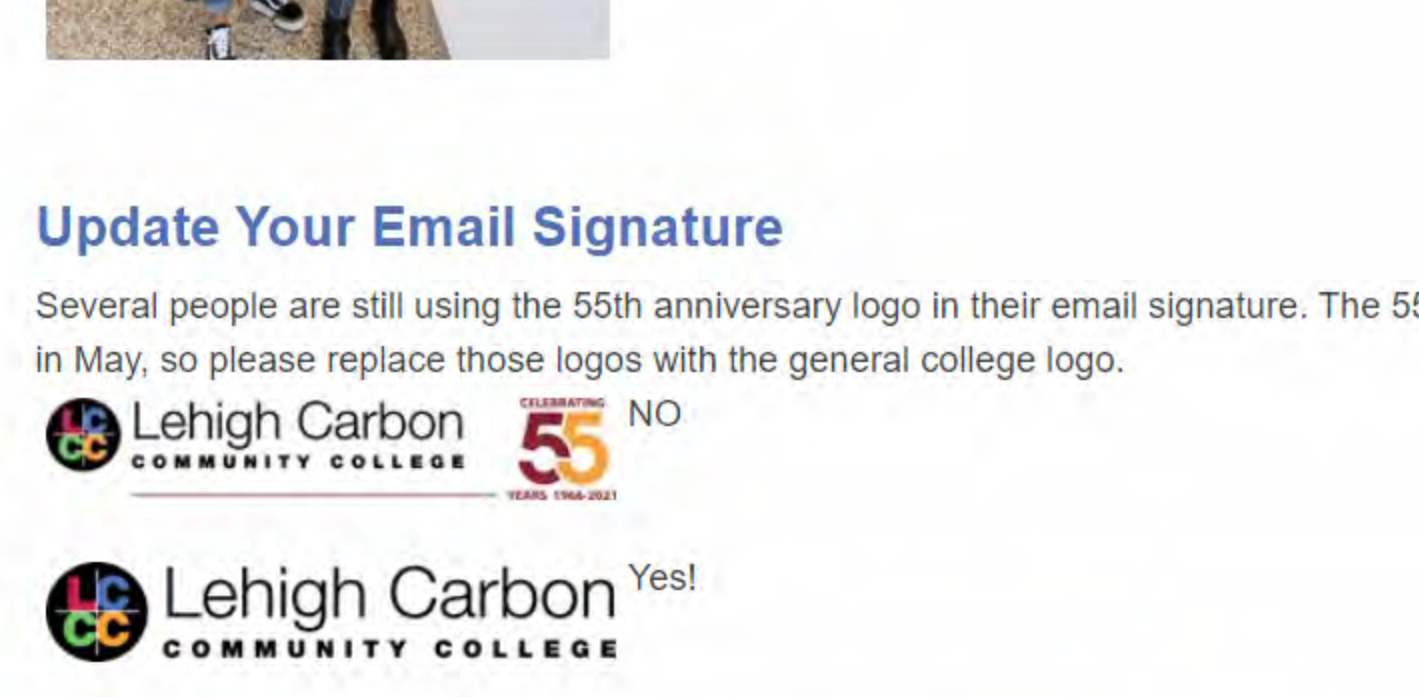 Update Your Email Signature
Several people are still using the 55th anniversary logo in their email signature. The
in May, so please replace those logos with the general college logo.
LCCC
Lehigh Carbon
COMMUNITY COLLEGE
CELEBRATING
55
YEARS 1966-2021
NO
LCCC
Lehigh Carbon
COMMUNITY COLLEGE
Yes!